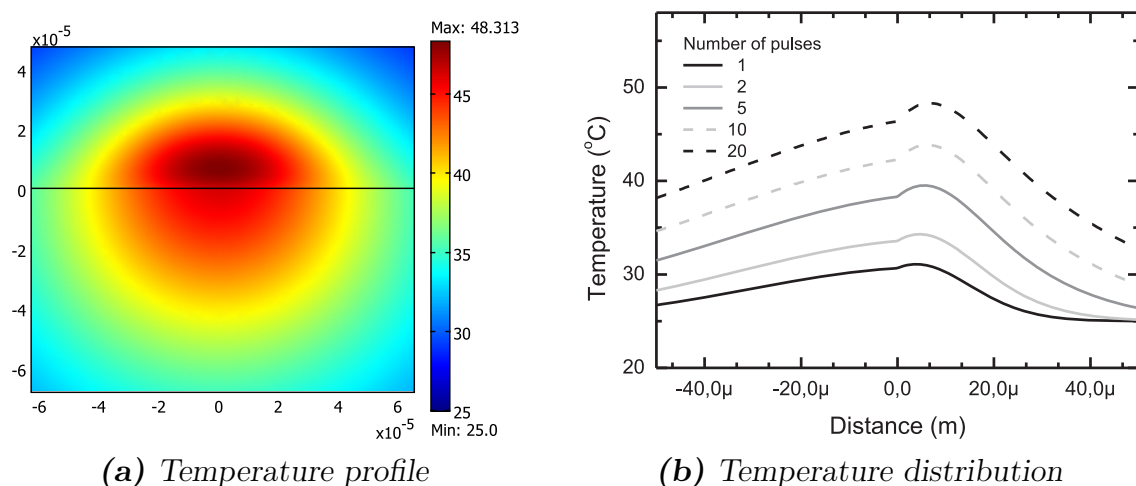 x10⁻⁵
Max: 48.313
4
2
0
-2
-4
-6
-6
-4
-2
0
2
4
6
x10⁻⁵
45
40
35
30
25
Min: 25.0
(a) Temperature profile
Temperature (°C)
50
40
30
20
Number of pulses
1
2
5
10
20
-40,0µ
-20,0µ
0,0
20,0µ
40,0µ
Distance (m)
(b) Temperature distribution